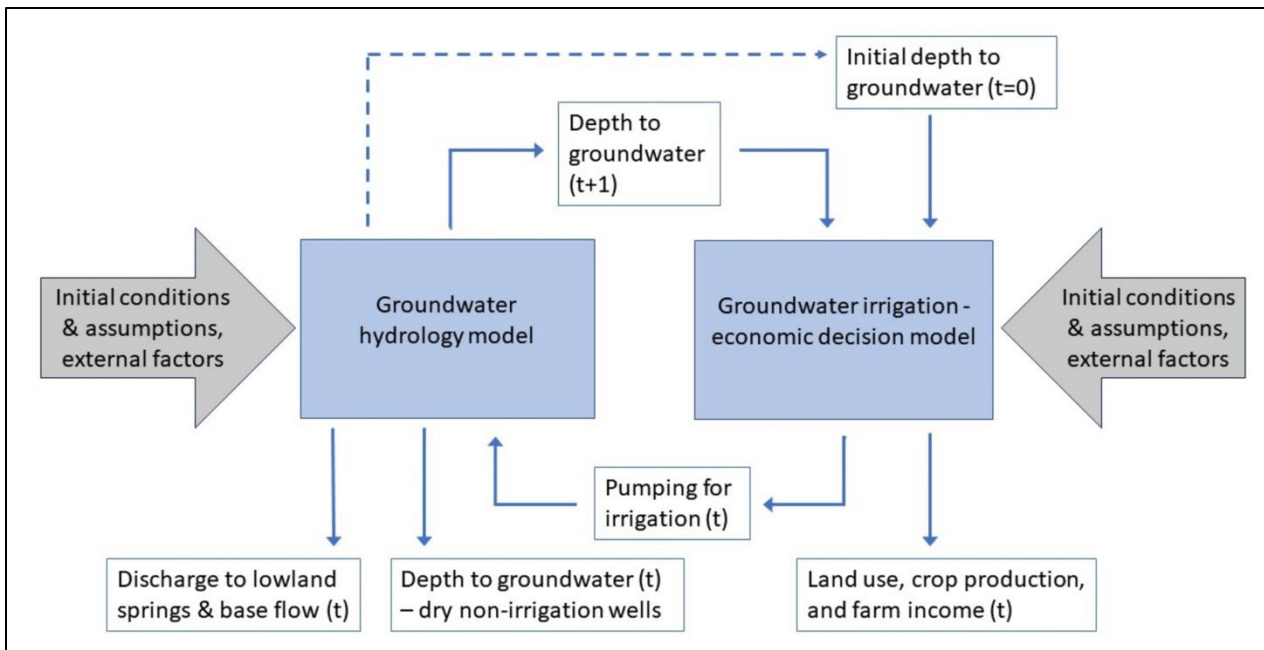 Initial depth to
groundwater (t=0)
Depth to
groundwater
(t+1)
Initial conditions
& assumptions,
external factors
Groundwater
hydrology model
Groundwater irrigation -
economic decision model
Initial conditions
& assumptions,
external factors
Pumping for
irrigation (t)
Discharge to lowland
springs & base flow (t)
Depth to groundwater (t)
– dry non-irrigation wells
Land use, crop production,
and farm income (t)